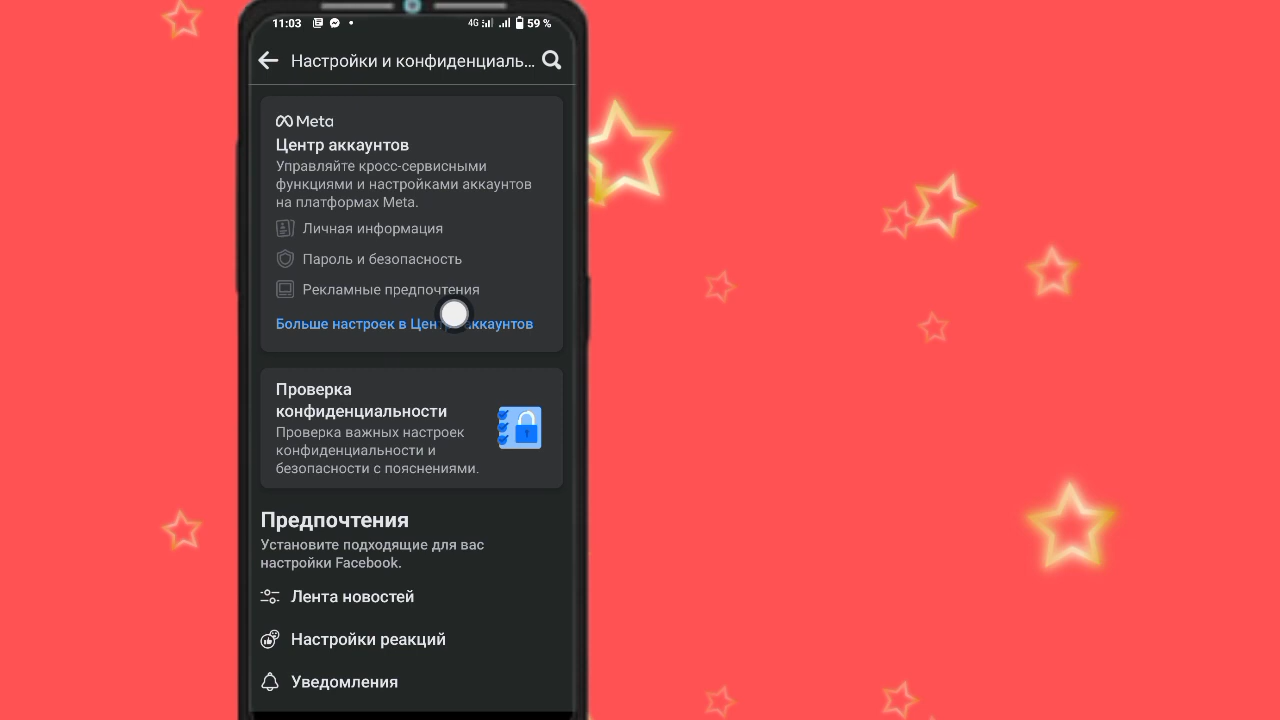 11:03 4G 59 %
Настройки и конфиденциаль...
Meta
Центр аккаунтов
Управляйте кросс-сервисными
функциями и настройками аккаунтов
на платформах Meta.
Личная информация
Пароль и безопасность
Рекламные предпочтения
Больше настроек в
Проверка
конфиденциальности
Проверка важных настроек
конфиденциальности и
безопасности с пояснениями.
Предпочтения
Установите подходящие для вас
настройки Facebook.
Лента новостей
Настройки реакций
Уведомления